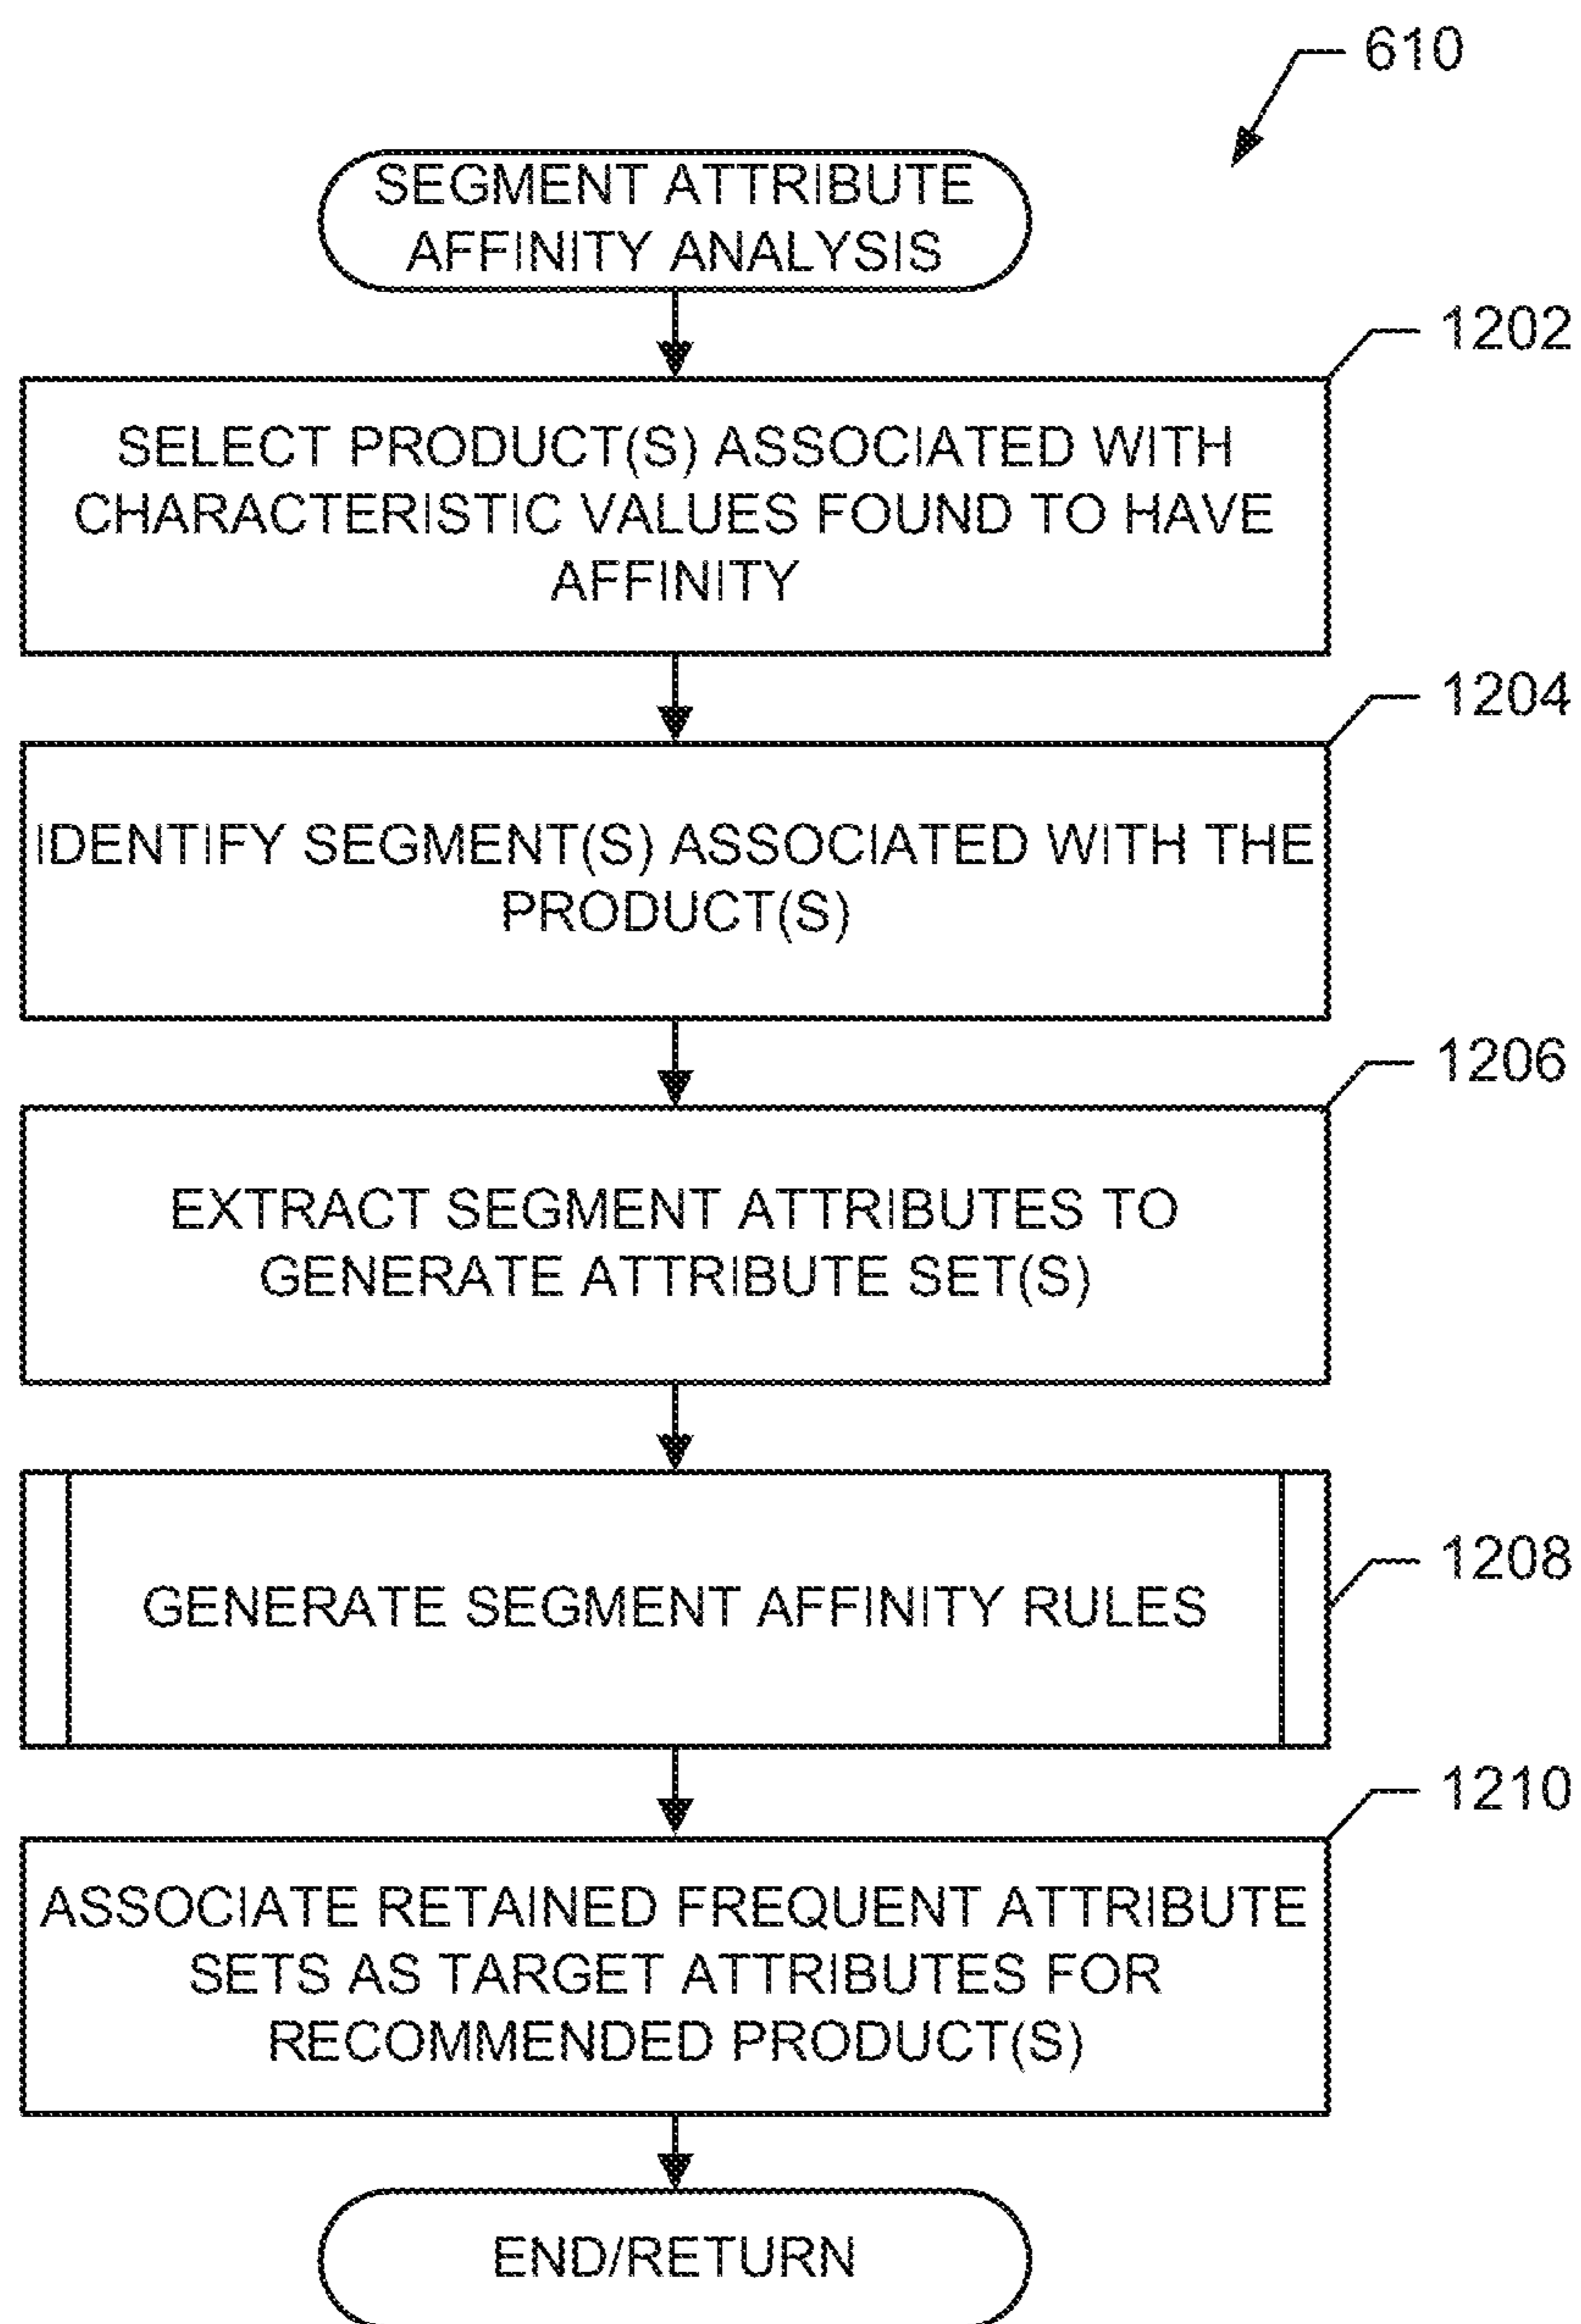 610
SEGMENT ATTRIBUTE
AFFINITY ANALYSIS
1202
SELECT PRODUCT(S) ASSOCIATED WITH
CHARACTERISTIC VALUES FOUND TO HAVE
AFFINITY
1204
IDENTIFY SEGMENT(S) ASSOCIATED WITH THE
PRODUCT(S)
1206
EXTRACT SEGMENT ATTRIBUTES TO
GENERATE ATTRIBUTE SET(S)
1208
GENERATE SEGMENT AFFINITY RULES
1210
ASSOCIATE RETAINED FREQUENT ATTRIBUTE
SETS AS TARGET ATTRIBUTES FOR
RECOMMENDED PRODUCT(S)
END/RETURN